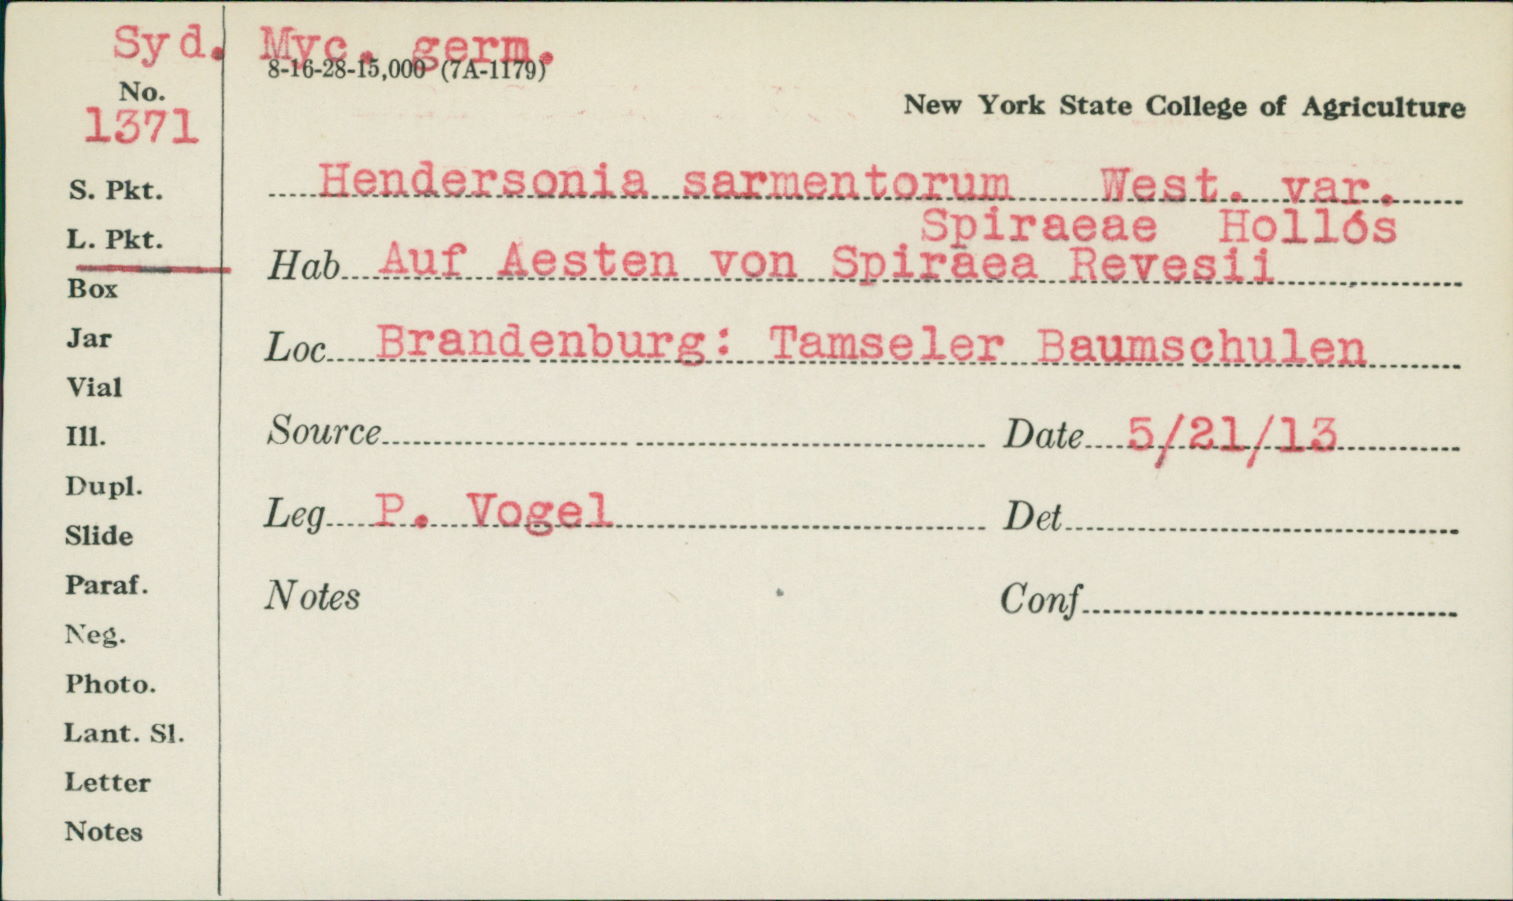 Syd. Myc. germ.
8-16-28-15,000 (7A-1179)
No.
1371
New York State College of Agriculture
S. Pkt.
Hendersonia sarmentorum West. var.
Spiraeae Hollós
L. Pkt.
Hab Auf Aesten von Spiraea Revesii
Box
Jar
Loc Brandenburg: Tamseler Baumschulen
Vial
Ill.
Source Date 5/21/13
Dupl.
Leg P. Vogel Det
Slide
Paraf.
Notes Conf
Neg.
Photo.
Lant. Sl.
Letter
Notes